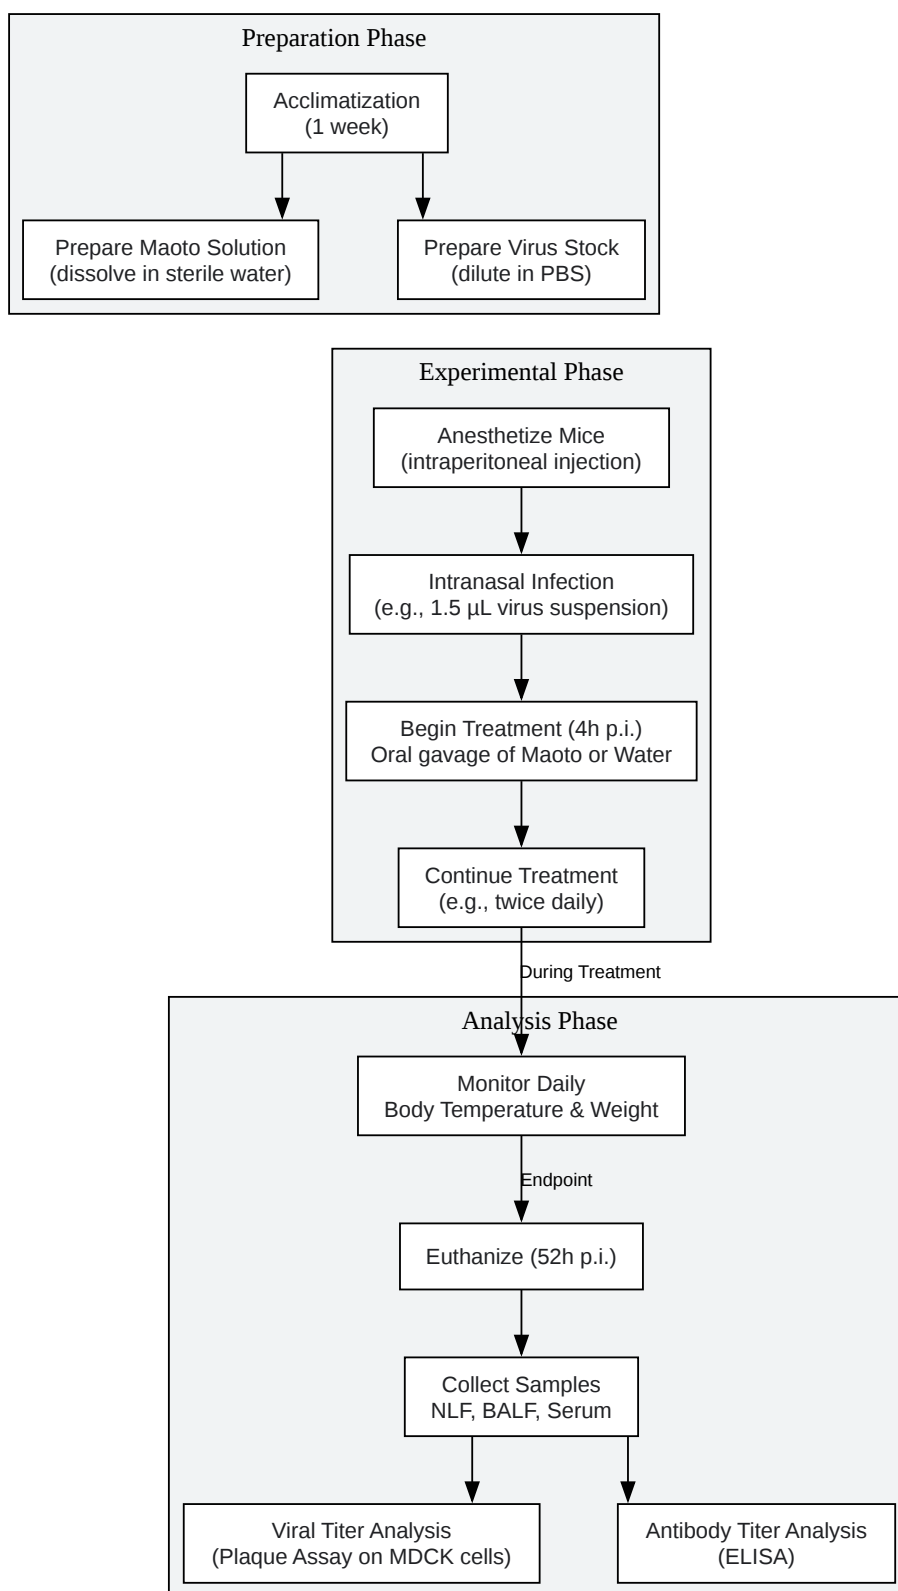 Preparation Phase
Acclimatization
(1 week)
Prepare Maoto Solution
(dissolve in sterile water)
Prepare Virus Stock
(dilute in PBS)
Experimental Phase
Anesthetize Mice
(intraperitoneal injection)
Intranasal Infection
(e.g., 1.5 µL virus suspension)
Begin Treatment (4h p.i.)
Oral gavage of Maoto or Water
Continue Treatment
(e.g., twice daily)
During Treatment
Analysis Phase
Monitor Daily
Body Temperature & Weight
Endpoint
Euthanize (52h p.i.)
Collect Samples
NLF, BALF, Serum
Viral Titer Analysis
(Plaque Assay on MDCK cells)
Antibody Titer Analysis
(ELISA)